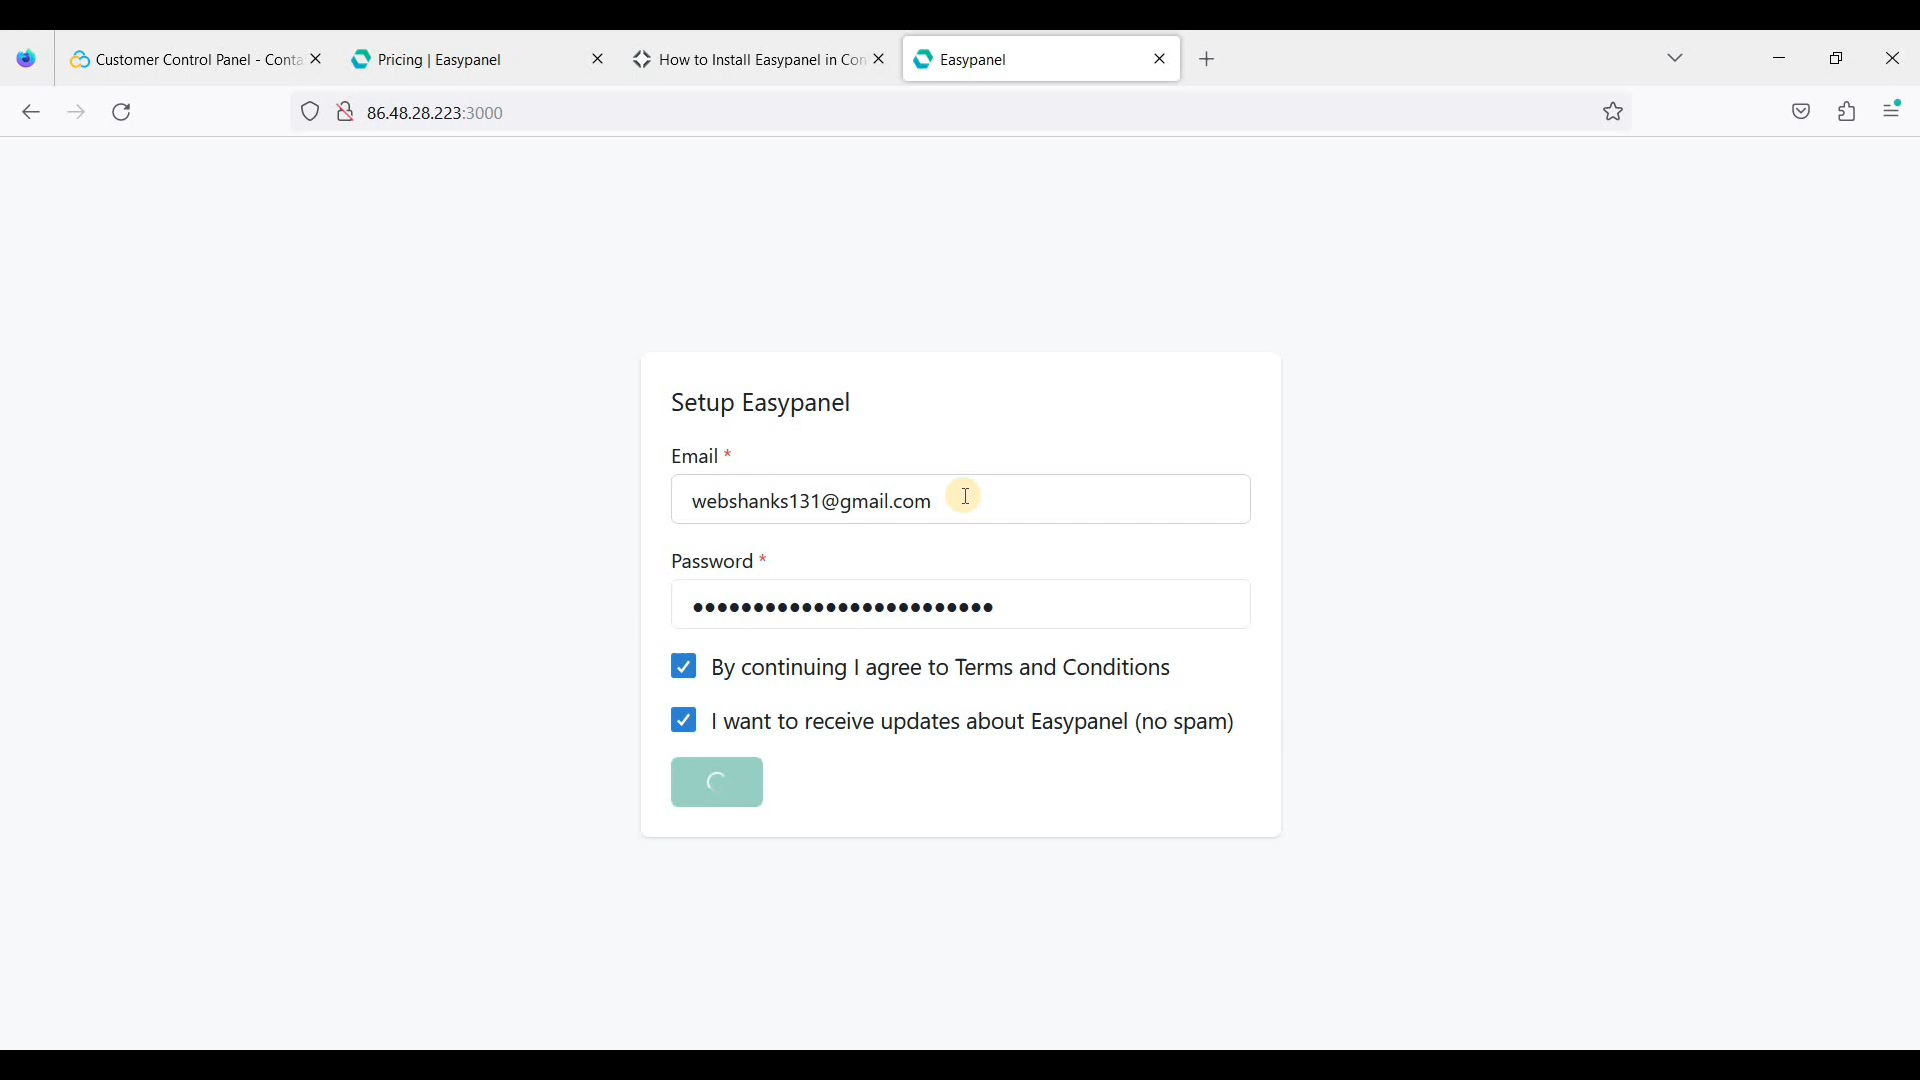 Customer Control Panel - Conta
Pricing | Easypanel
How to Install Easypanel in Con
Easypanel
86.48.28.223:3000
Setup Easypanel
Email *
webshanks131@gmail.com
Password *
By continuing I agree to Terms and Conditions
I want to receive updates about Easypanel (no spam)